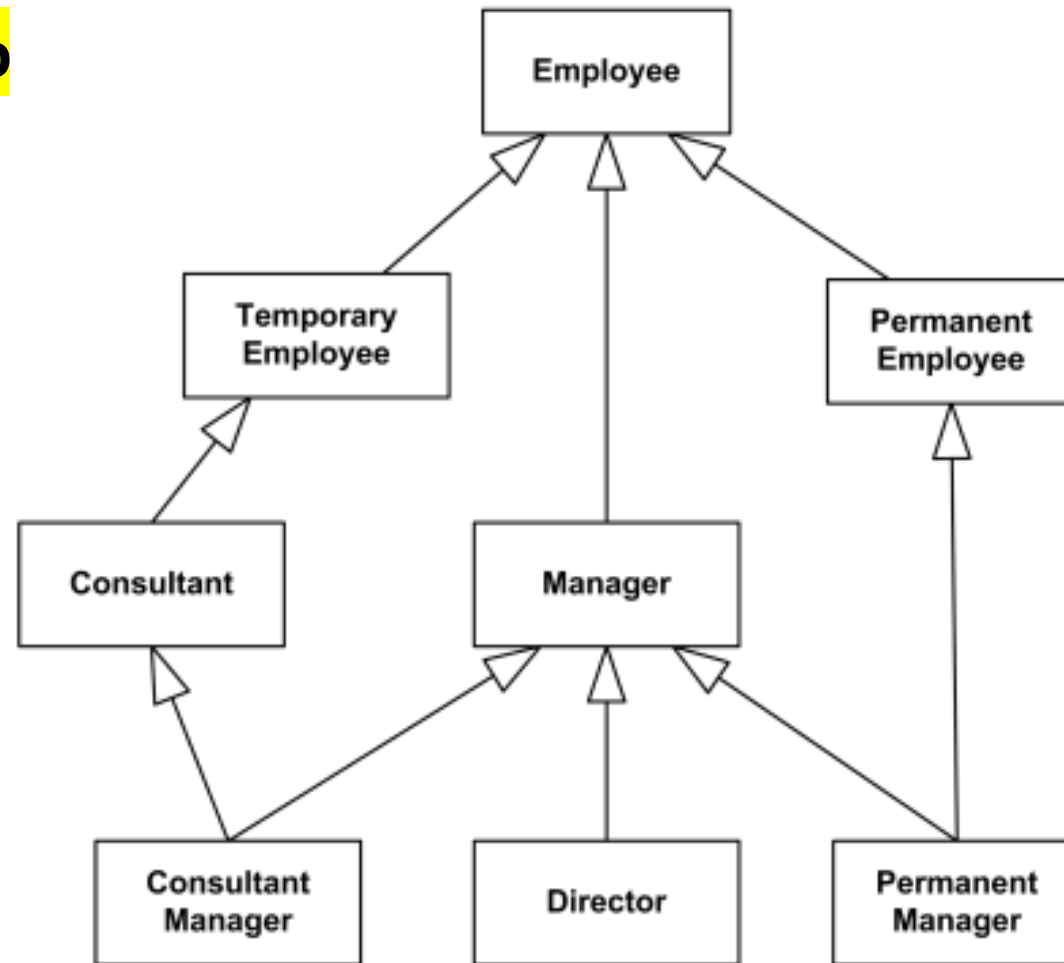 Employee
Temporary
Employee
Permanent
Employee
Consultant
Manager
Consultant
Manager
Director
Permanent
Manager